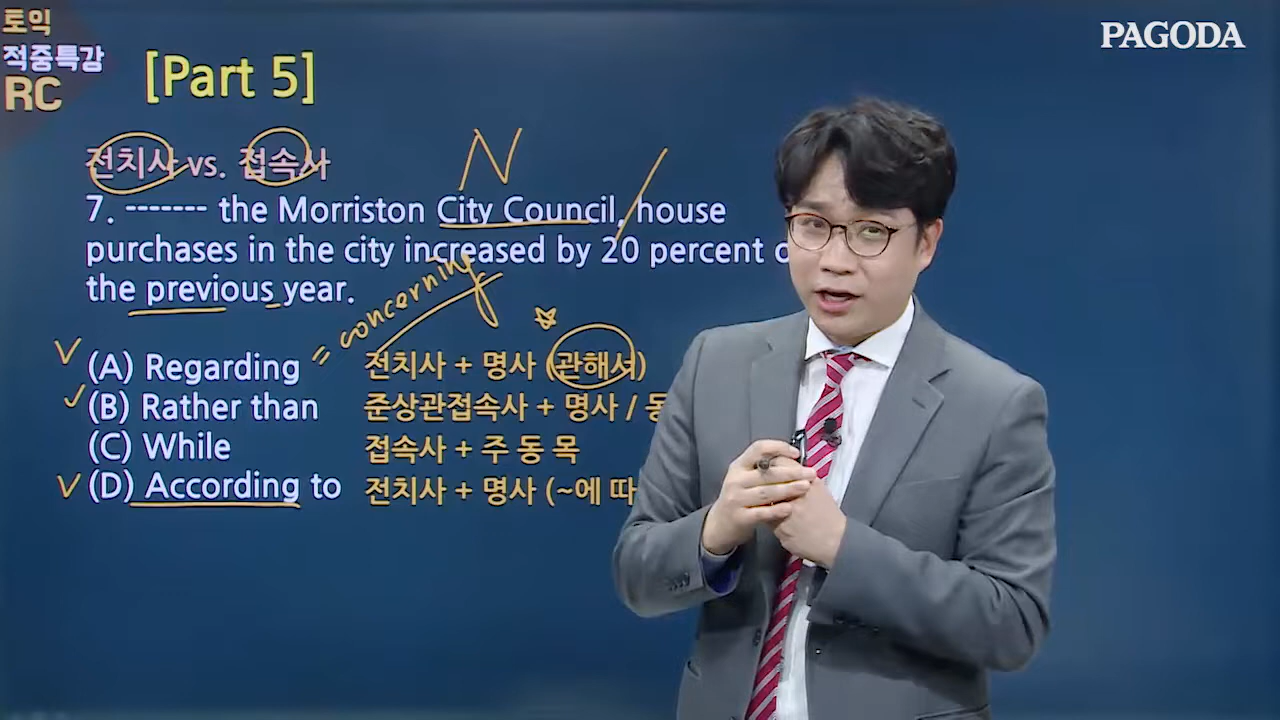 토익
적중특강
RC
PAGODA
[Part 5]
전치사 vs. 접속사
N
7. ------- the Morriston City Council, house
purchases in the city increased by 20 percent
the previous year.
= concerning
(A) Regarding 전치사 + 명사 (관해서)
(B) Rather than 준상관접속사 + 명사 /
(C) While 접속사 + 주 동 목
(D) According to 전치사 + 명사 (~에